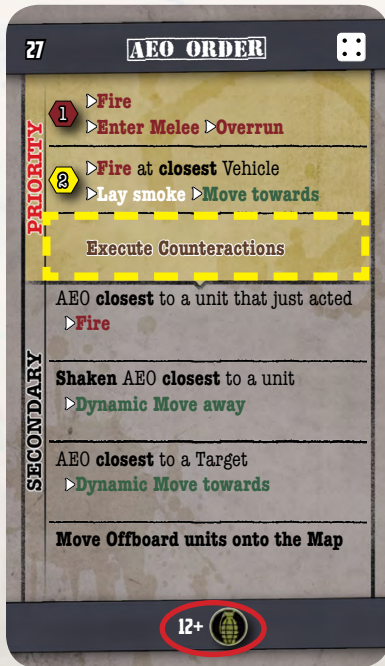 27
AEO ORDER
PRIORITY
1
▷Fire
▷Enter Melee ▷Overrun
2
▷Fire at closest Vehicle
▷Lay smoke ▷Move towards
Execute Counteractions
SECONDARY
AEO closest to a unit that just acted
▷Fire
Shaken AEO closest to a unit
▷Dynamic Move away
AEO closest to a Target
▷Dynamic Move towards
Move Offboard units onto the Map
12+